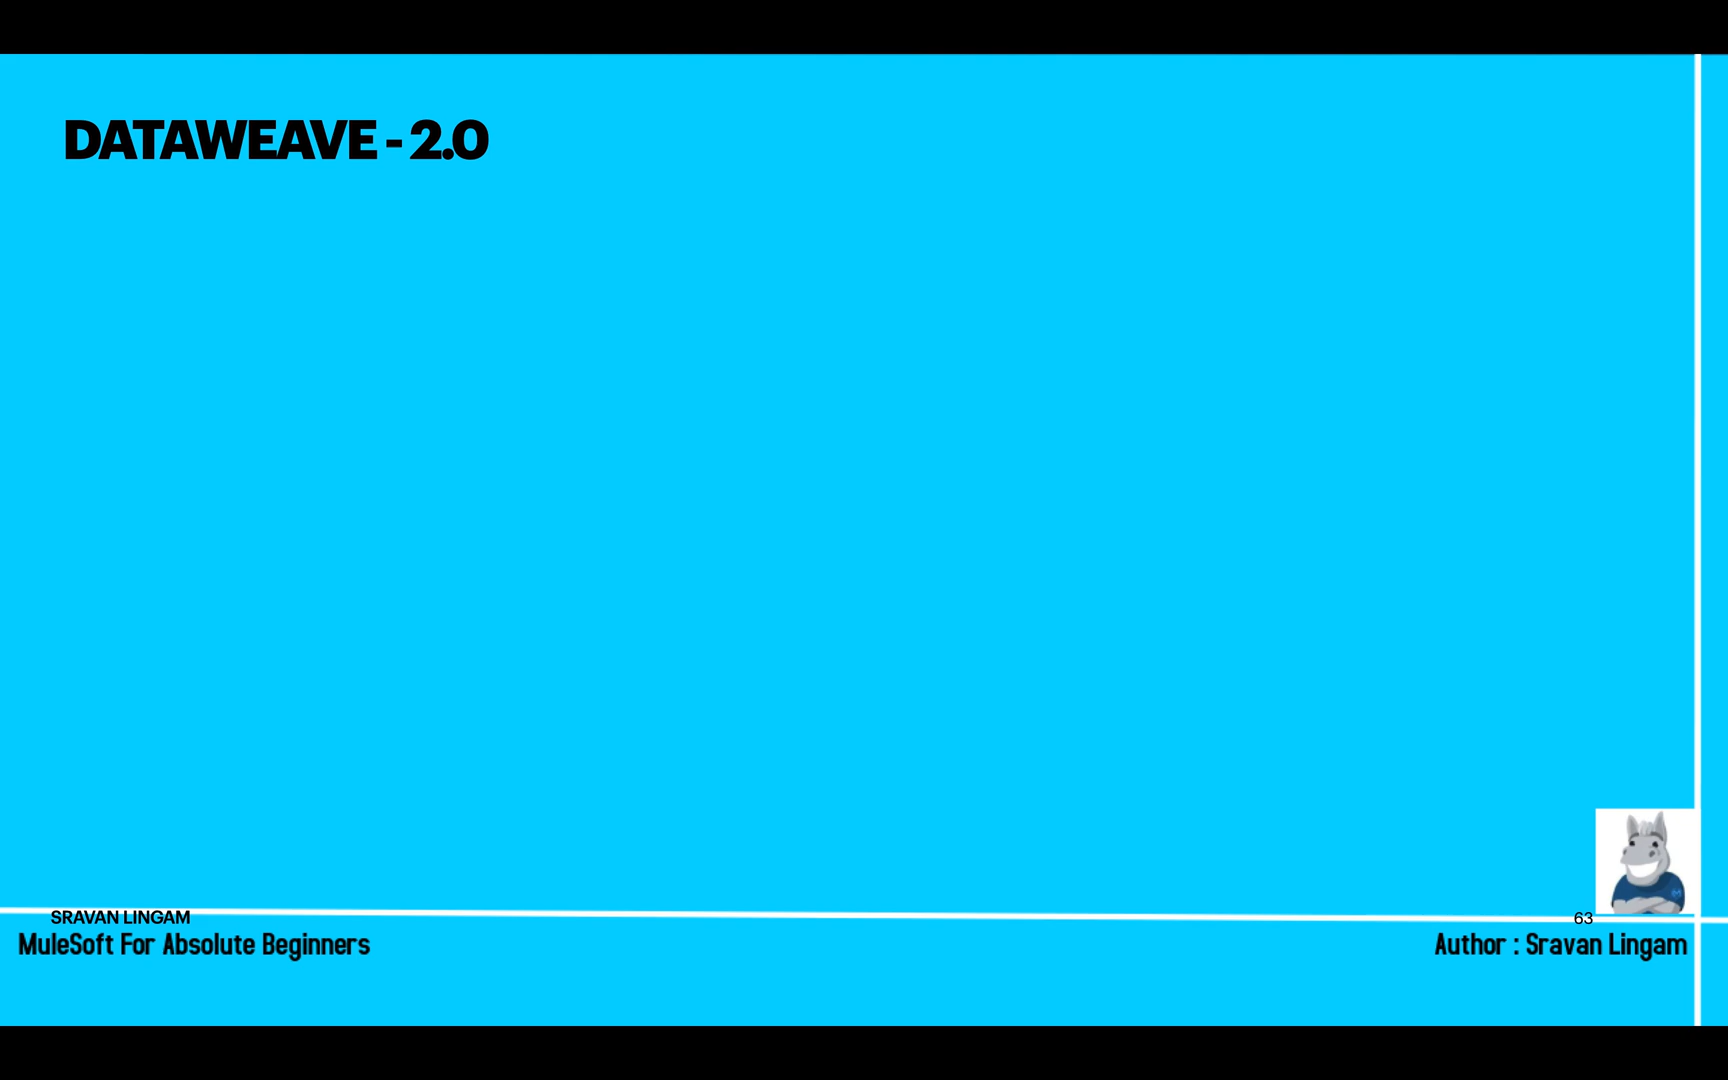 DATAWEAVE - 2.0
SRAVAN LINGAM
63
MuleSoft For Absolute Beginners
Author : Sravan Lingam